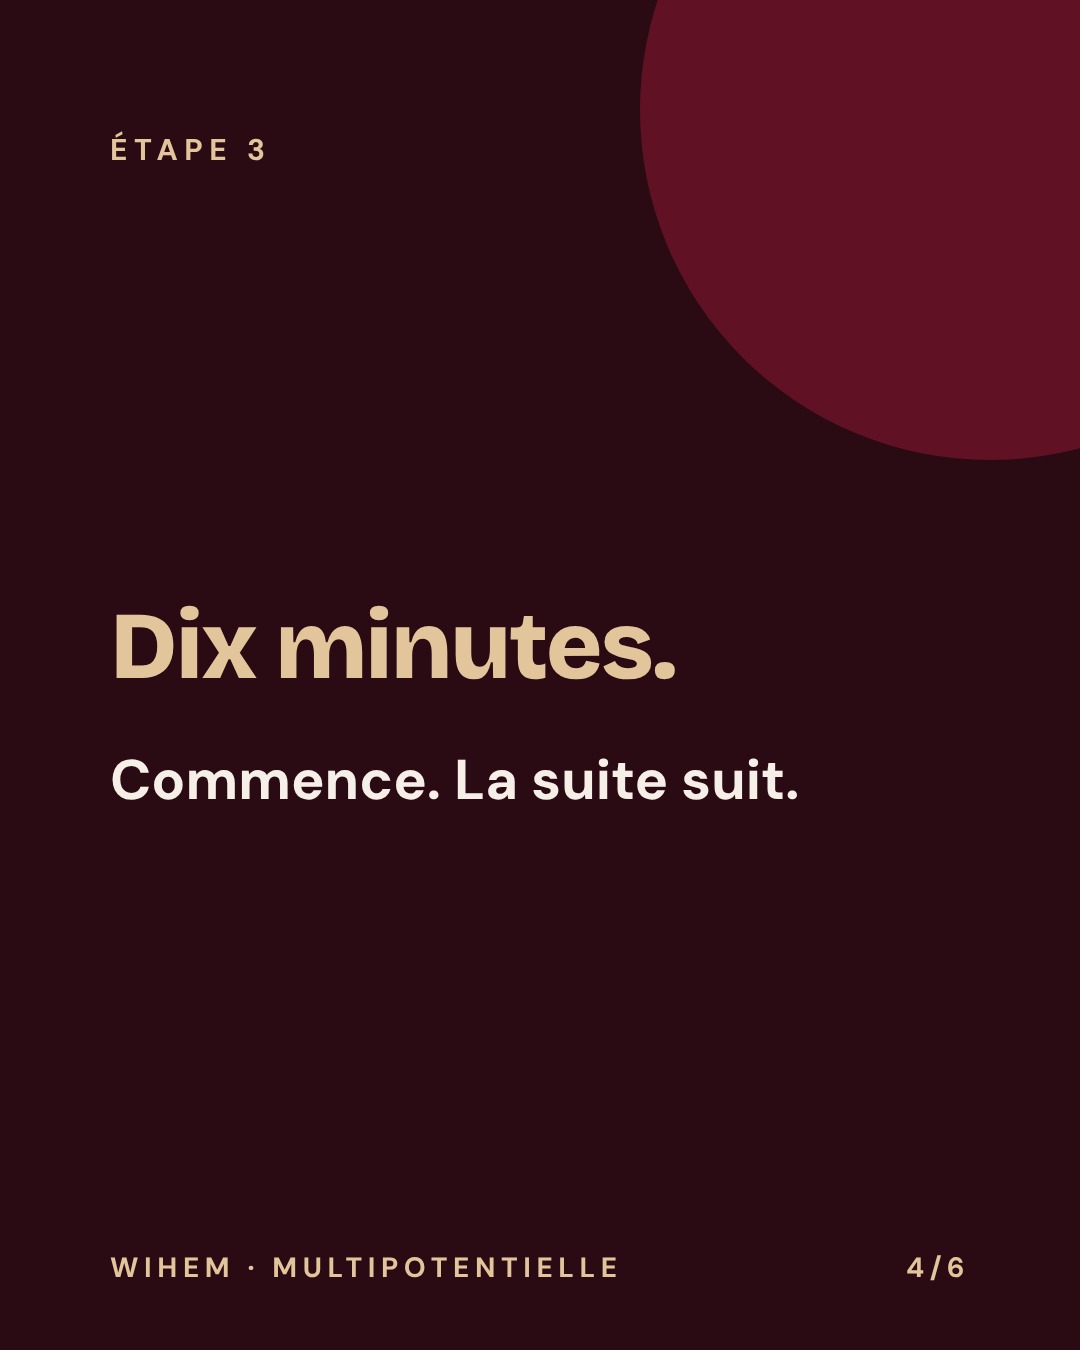 ÉTAPE 3
Dix minutes.
Commence. La suite suit.
WIHEM · MULTIPOTENTIELLE
4/6